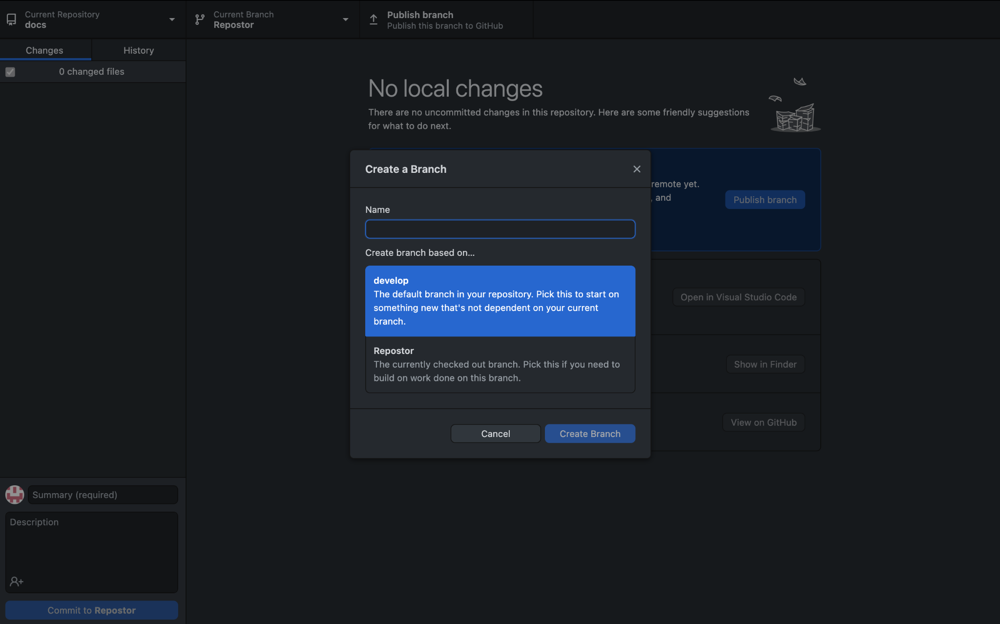 Current Repository
docs
Current Branch
Repostor
Publish branch
Publish this branch to GitHub
Changes
History
0 changed files
No local changes
There are no uncommitted changes in this repository. Here are some friendly suggestions
for what to do next.
Create a Branch
remote yet.
, and
Publish branch
Name
Create branch based on...
develop
The default branch in your repository. Pick this to start on
something new that's not dependent on your current
branch.
Open in Visual Studio Code
Repostor
The currently checked out branch. Pick this if you need to
build on work done on this branch.
Show in Finder
View on GitHub
Cancel
Create Branch
Summary (required)
Description
Commit to Repostor